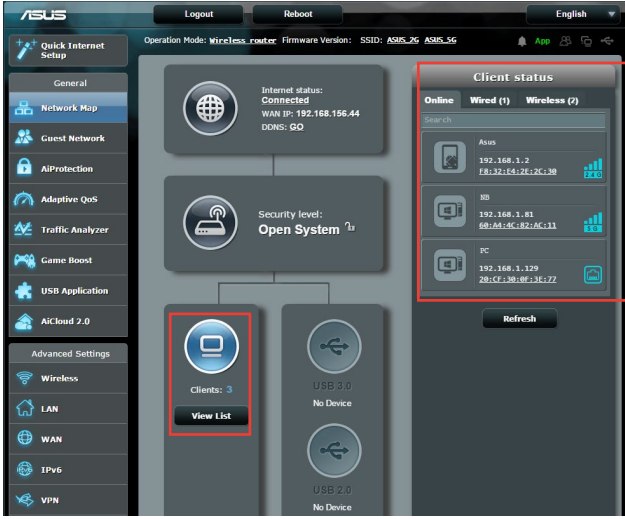 ASUS
Logout
Reboot
English
Quick Internet
Setup
Operation Mode: Wireless router Firmware Version: SSID: ASUS_2G ASUS_5G
App
General
Network Map
Guest Network
AiProtection
Adaptive QoS
Traffic Analyzer
Game Boost
USB Application
AiCloud 2.0
Advanced Settings
Wireless
LAN
WAN
IPv6
VPN
Internet status:
Connected
WAN IP: 192.168.156.44
DDNS: GO
Security level:
Open System
Clients: 3
View List
USB 3.0
No Device
USB 2.0
No Device
Client status
Online Wired (1) Wireless (2)
Search
Asus
192.168.1.2
F8:32:E4:2E:2C:30
2.4G
NB
192.168.1.81
60:A4:4C:82:AC:11
5G
PC
192.168.1.129
20:CF:30:0F:3E:77
Refresh